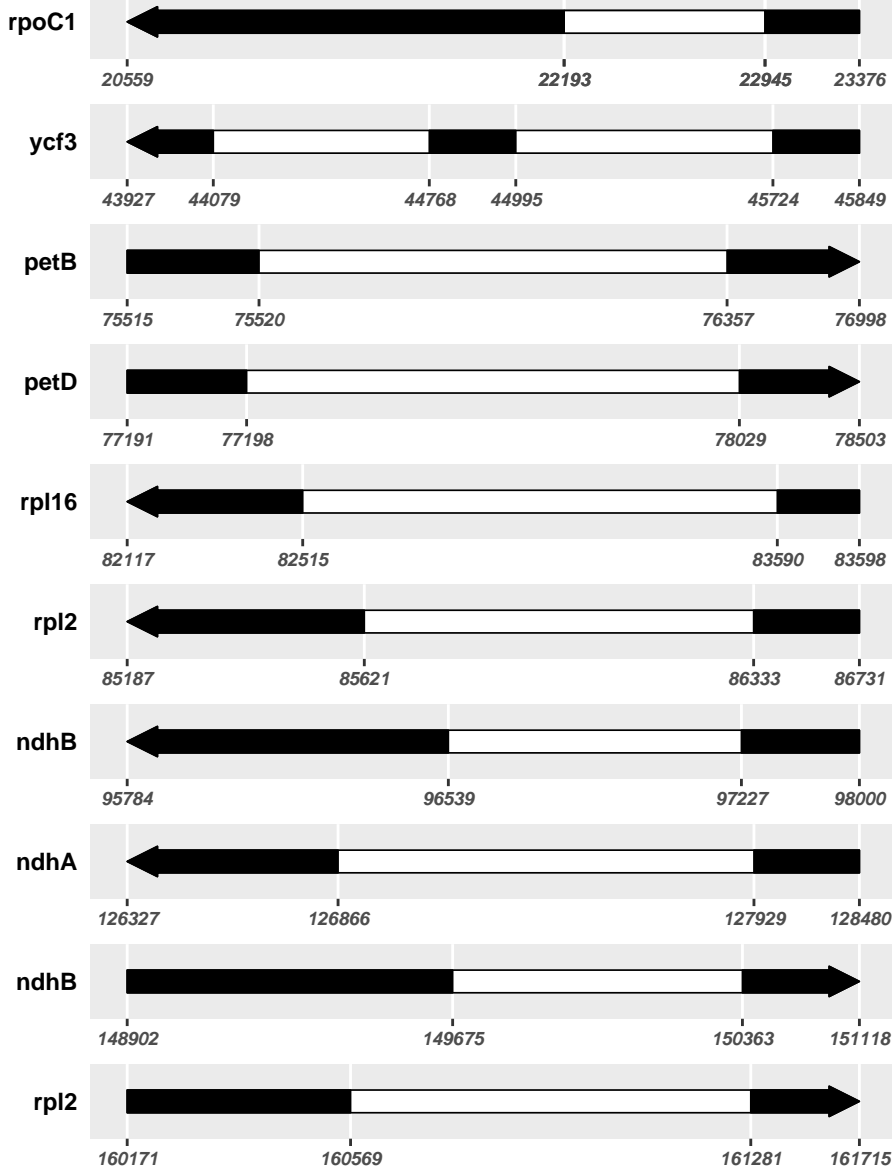 rpoC1
20559 22193 22945 23376
ycf3
43927 44079 44768 44995 45724 45849
petB
75515 75520 76357 76998
petD
77191 77198 78029 78503
rpl16
82117 82515 83590 83598
rpl2
85187 85621 86333 86731
ndhB
95784 96539 97227 98000
ndhA
126327 126866 127929 128480
ndhB
148902 149675 150363 151118
rpl2
160171 160569 161281 161715